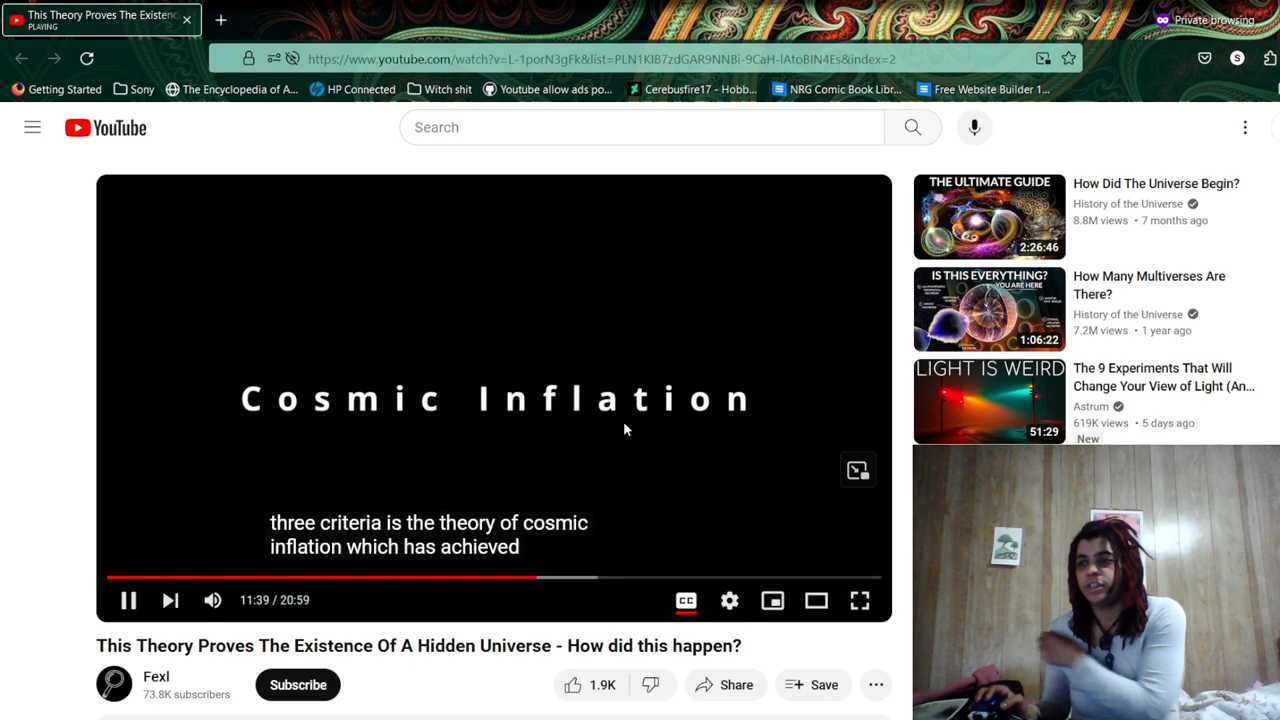 This Theory Proves The Existenc
PLAYING
Private browsing
https://www.youtube.com/watch?v=L-1porN3gFk&list=PLN1KIB7zdGAR9NNBi-9CaH-IAtoBIN4Es&index=2
S
Getting Started
Sony
The Encyclopedia of A...
HP Connected
Witch shit
Youtube allow ads po...
Cerebusfire17 - Hobb...
NRG Comic Book Libr...
Free Website Builder 1...
YouTube
Search
Cosmic Inflation
three criteria is the theory of cosmic
inflation which has achieved
11:39 / 20:59
CC
This Theory Proves The Existence Of A Hidden Universe - How did this happen?
Fexl
73.8K subscribers
Subscribe
1.9K
Share
Save
THE ULTIMATE GUIDE
2:26:46
How Did The Universe Begin?
History of the Universe
8.8M views • 7 months ago
IS THIS EVERYTHING?
YOU ARE HERE
1:06:22
How Many Multiverses Are
There?
History of the Universe
7.2M views • 1 year ago
LIGHT IS WEIRD
51:29
The 9 Experiments That Will
Change Your View of Light (An...
Astrum
619K views • 5 days ago
New